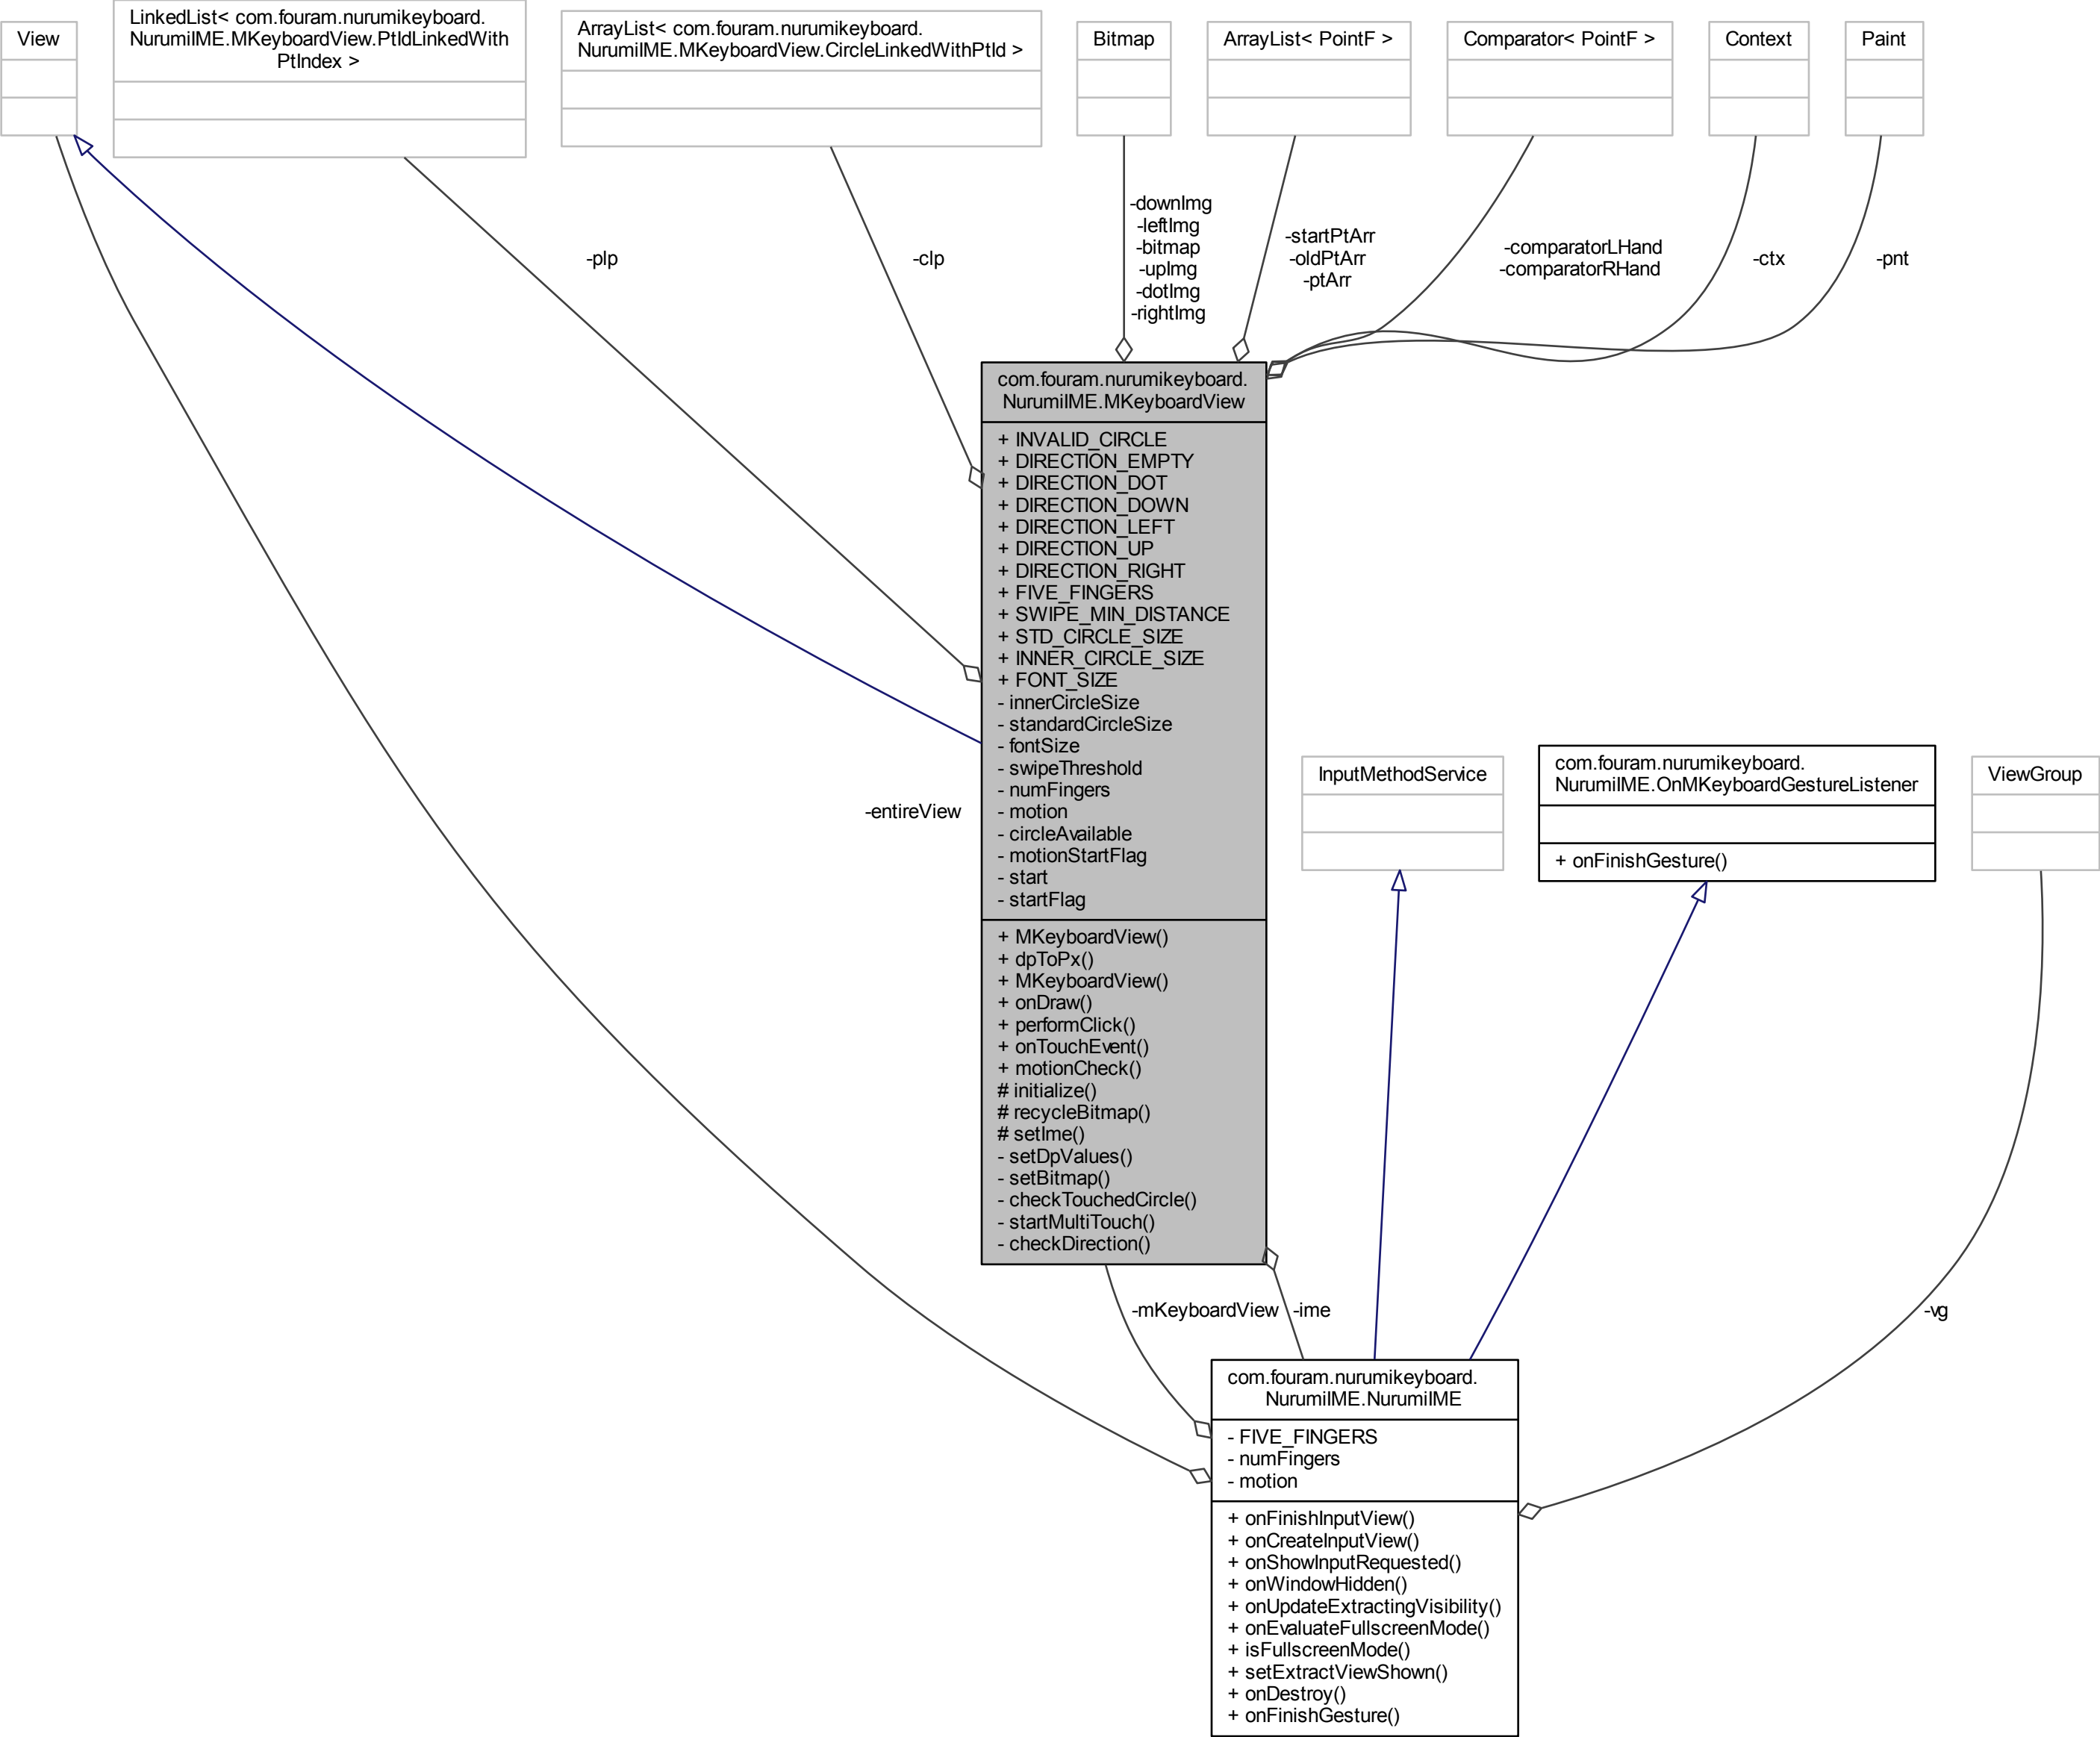 View
LinkedList< com.fouram.nurumikeyboard.
NurumiIME.MKeyboardView.PtIdLinkedWith
PtIndex >
ArrayList< com.fouram.nurumikeyboard.
NurumiIME.MKeyboardView.CircleLinkedWithPtId >
Bitmap
ArrayList< PointF >
Comparator< PointF >
Context
Paint
-plp
-clp
-downImg
-leftImg
-bitmap
-upImg
-dotImg
-rightImg
-startPtArr
-oldPtArr
-ptArr
-comparatorLHand
-comparatorRHand
-ctx
-pnt
com.fouram.nurumikeyboard.
NurumiIME.MKeyboardView
+ INVALID_CIRCLE
+ DIRECTION_EMPTY
+ DIRECTION_DOT
+ DIRECTION_DOWN
+ DIRECTION_LEFT
+ DIRECTION_UP
+ DIRECTION_RIGHT
+ FIVE_FINGERS
+ SWIPE_MIN_DISTANCE
+ STD_CIRCLE_SIZE
+ INNER_CIRCLE_SIZE
+ FONT_SIZE
- innerCircleSize
- standardCircleSize
- fontSize
- swipeThreshold
- numFingers
- motion
- circleAvailable
- motionStartFlag
- start
- startFlag
+ MKeyboardView()
+ dpToPx()
+ MKeyboardView()
+ onDraw()
+ performClick()
+ onTouchEvent()
+ motionCheck()
# initialize()
# recycleBitmap()
# setIme()
- setDpValues()
- setBitmap()
- checkTouchedCircle()
- startMultiTouch()
- checkDirection()
-entireView
InputMethodService
com.fouram.nurumikeyboard.
NurumiIME.OnMKeyboardGestureListener
+ onFinishGesture()
ViewGroup
-mKeyboardView
-ime
-vg
com.fouram.nurumikeyboard.
NurumiIME.NurumiIME
- FIVE_FINGERS
- numFingers
- motion
+ onFinishInputView()
+ onCreateInputView()
+ onShowInputRequested()
+ onWindowHidden()
+ onUpdateExtractingVisibility()
+ onEvaluateFullscreenMode()
+ isFullscreenMode()
+ setExtractViewShown()
+ onDestroy()
+ onFinishGesture()